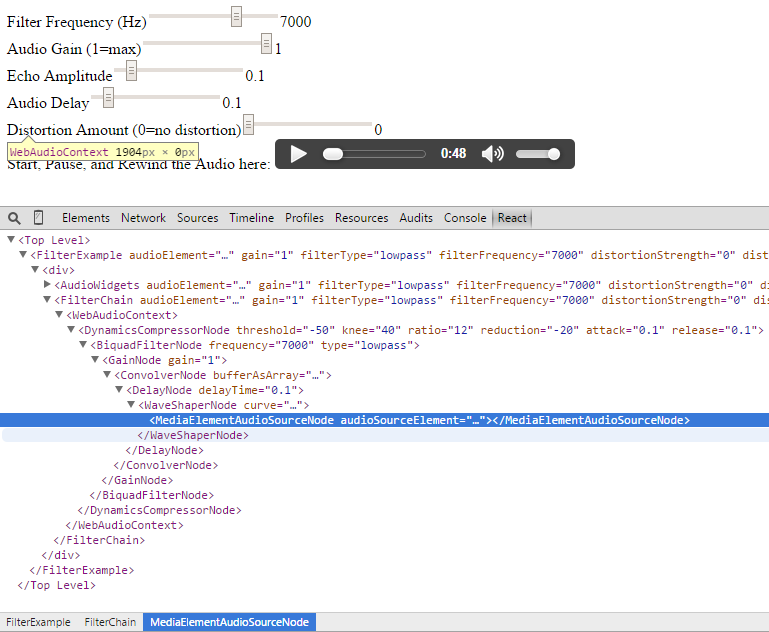 Filter Frequency (Hz) 7000
Audio Gain (1=max) 1
Echo Amplitude 0.1
Audio Delay 0.1
Distortion Amount (0=no distortion) 0
WebAudioContext 1904px × 0px
Start, Pause, and Rewind the Audio here: 0:48
Elements Network Sources Timeline Profiles Resources Audits Console React
<Top Level>
<FilterExample audioElement="…" gain="1" filterType="lowpass" filterFrequency="7000" distortionStrength="0" dist
<div>
<AudioWidgets audioElement="…" gain="1" filterType="lowpass" filterFrequency="7000" distortionStrength="0" di
<FilterChain audioElement="…" gain="1" filterType="lowpass" filterFrequency="7000" distortionStrength="0" dis
<WebAudioContext>
<DynamicsCompressorNode threshold="-50" knee="40" ratio="12" reduction="-20" attack="0.1" release="0.1">
<BiquadFilterNode frequency="7000" type="lowpass">
<GainNode gain="1">
<ConvolverNode bufferAsArray="…">
<DelayNode delayTime="0.1">
<WaveShaperNode curve="…">
<MediaElementAudioSourceNode audioSourceElement="…"></MediaElementAudioSourceNode>
</WaveShaperNode>
</DelayNode>
</ConvolverNode>
</GainNode>
</BiquadFilterNode>
</DynamicsCompressorNode>
</WebAudioContext>
</FilterChain>
</div>
</FilterExample>
</Top Level>
FilterExample FilterChain MediaElementAudioSourceNode